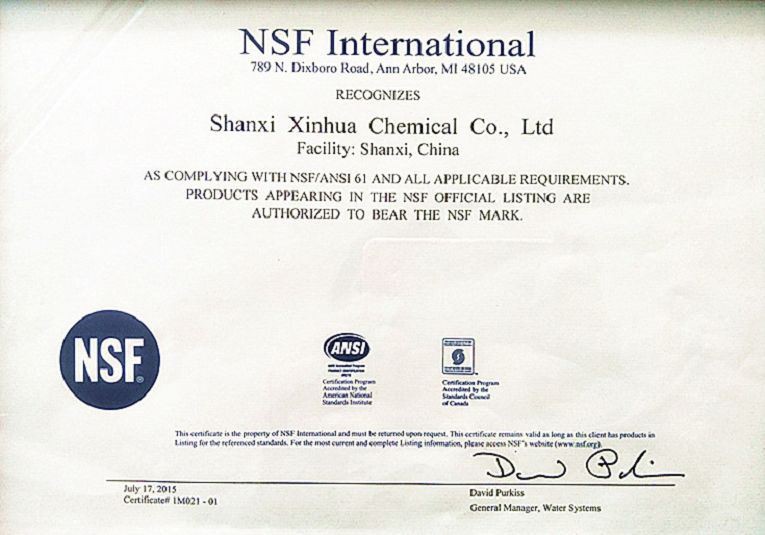 NSF International
789 N. Dixboro Road, Ann Arbor, MI 48105 USA
RECOGNIZES
Shanxi Xinhua Chemical Co., Ltd
Facility: Shanxi, China
AS COMPLYING WITH NSF/ANSI 61 AND ALL APPLICABLE REQUIREMENTS.
PRODUCTS APPEARING IN THE NSF OFFICIAL LISTING ARE
AUTHORIZED TO BEAR THE NSF MARK.
NSF®
ANSI
Certification Program
Accredited by the
American National
Standards Institute
Certification Program
Accredited by the
Standards Council
of Canada
This certificate is the property of NSF International and must be returned upon request. This certificate remains valid as long as this client has products in
Listing for the referenced standards. For the most current and complete Listing information, please access NSF's website (www.nsf.org).
July 17, 2015
Certificate# 1M021 - 01
David Purkiss
General Manager, Water Systems